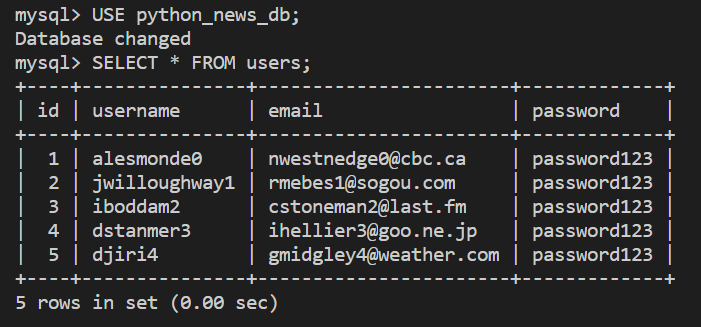 mysql> USE python_news_db;
Database changed
mysql> SELECT * FROM users;
+----+---------------+-----------------------+-------------+
| id | username      | email                 | password    |
+----+---------------+-----------------------+-------------+
|  1 | alesmonde0    | nwestnedge0@cbc.ca    | password123 |
|  2 | jwilloughway1 | rmebes1@sogou.com     | password123 |
|  3 | iboddam2      | cstoneman2@last.fm    | password123 |
|  4 | dstanmer3     | ihellier3@goo.ne.jp   | password123 |
|  5 | djiri4        | gmidgley4@weather.com | password123 |
+----+---------------+-----------------------+-------------+
5 rows in set (0.00 sec)